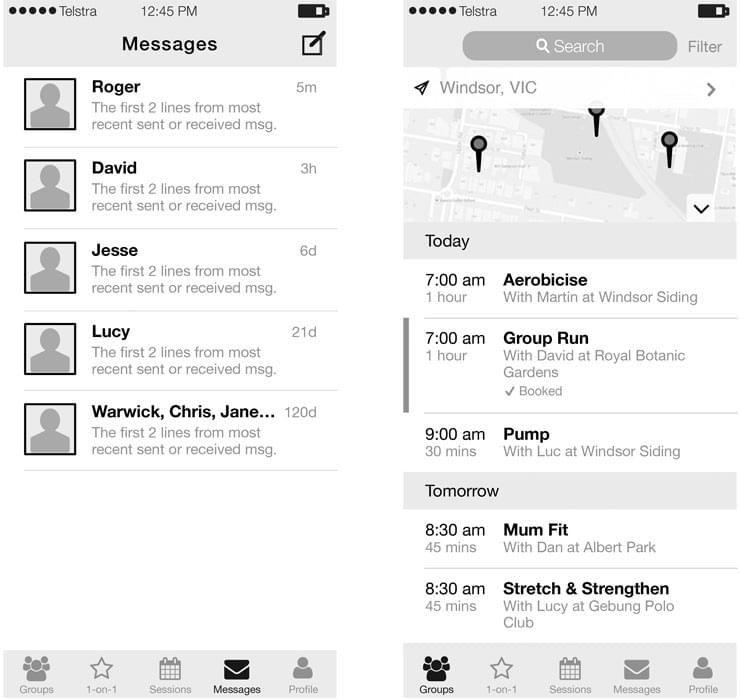 Telstra 12:45 PM
Messages
Roger 5m
The first 2 lines from most
recent sent or received msg.
David 3h
The first 2 lines from most
recent sent or received msg.
Jesse 6d
The first 2 lines from most
recent sent or received msg.
Lucy 21d
The first 2 lines from most
recent sent or received msg.
Warwick, Chris, Jane... 120d
The first 2 lines from most
recent sent or received msg.
Groups 1-on-1 Sessions Messages Profile
Telstra 12:45 PM
Search Filter
Windsor, VIC
Today
7:00 am Aerobicise
1 hour With Martin at Windsor Siding
7:00 am Group Run
1 hour With David at Royal Botanic
Gardens
✓ Booked
9:00 am Pump
30 mins With Luc at Windsor Siding
Tomorrow
8:30 am Mum Fit
45 mins With Dan at Albert Park
8:30 am Stretch & Strengthen
45 mins With Lucy at Gebung Polo
Club
Groups 1-on-1 Sessions Messages Profile